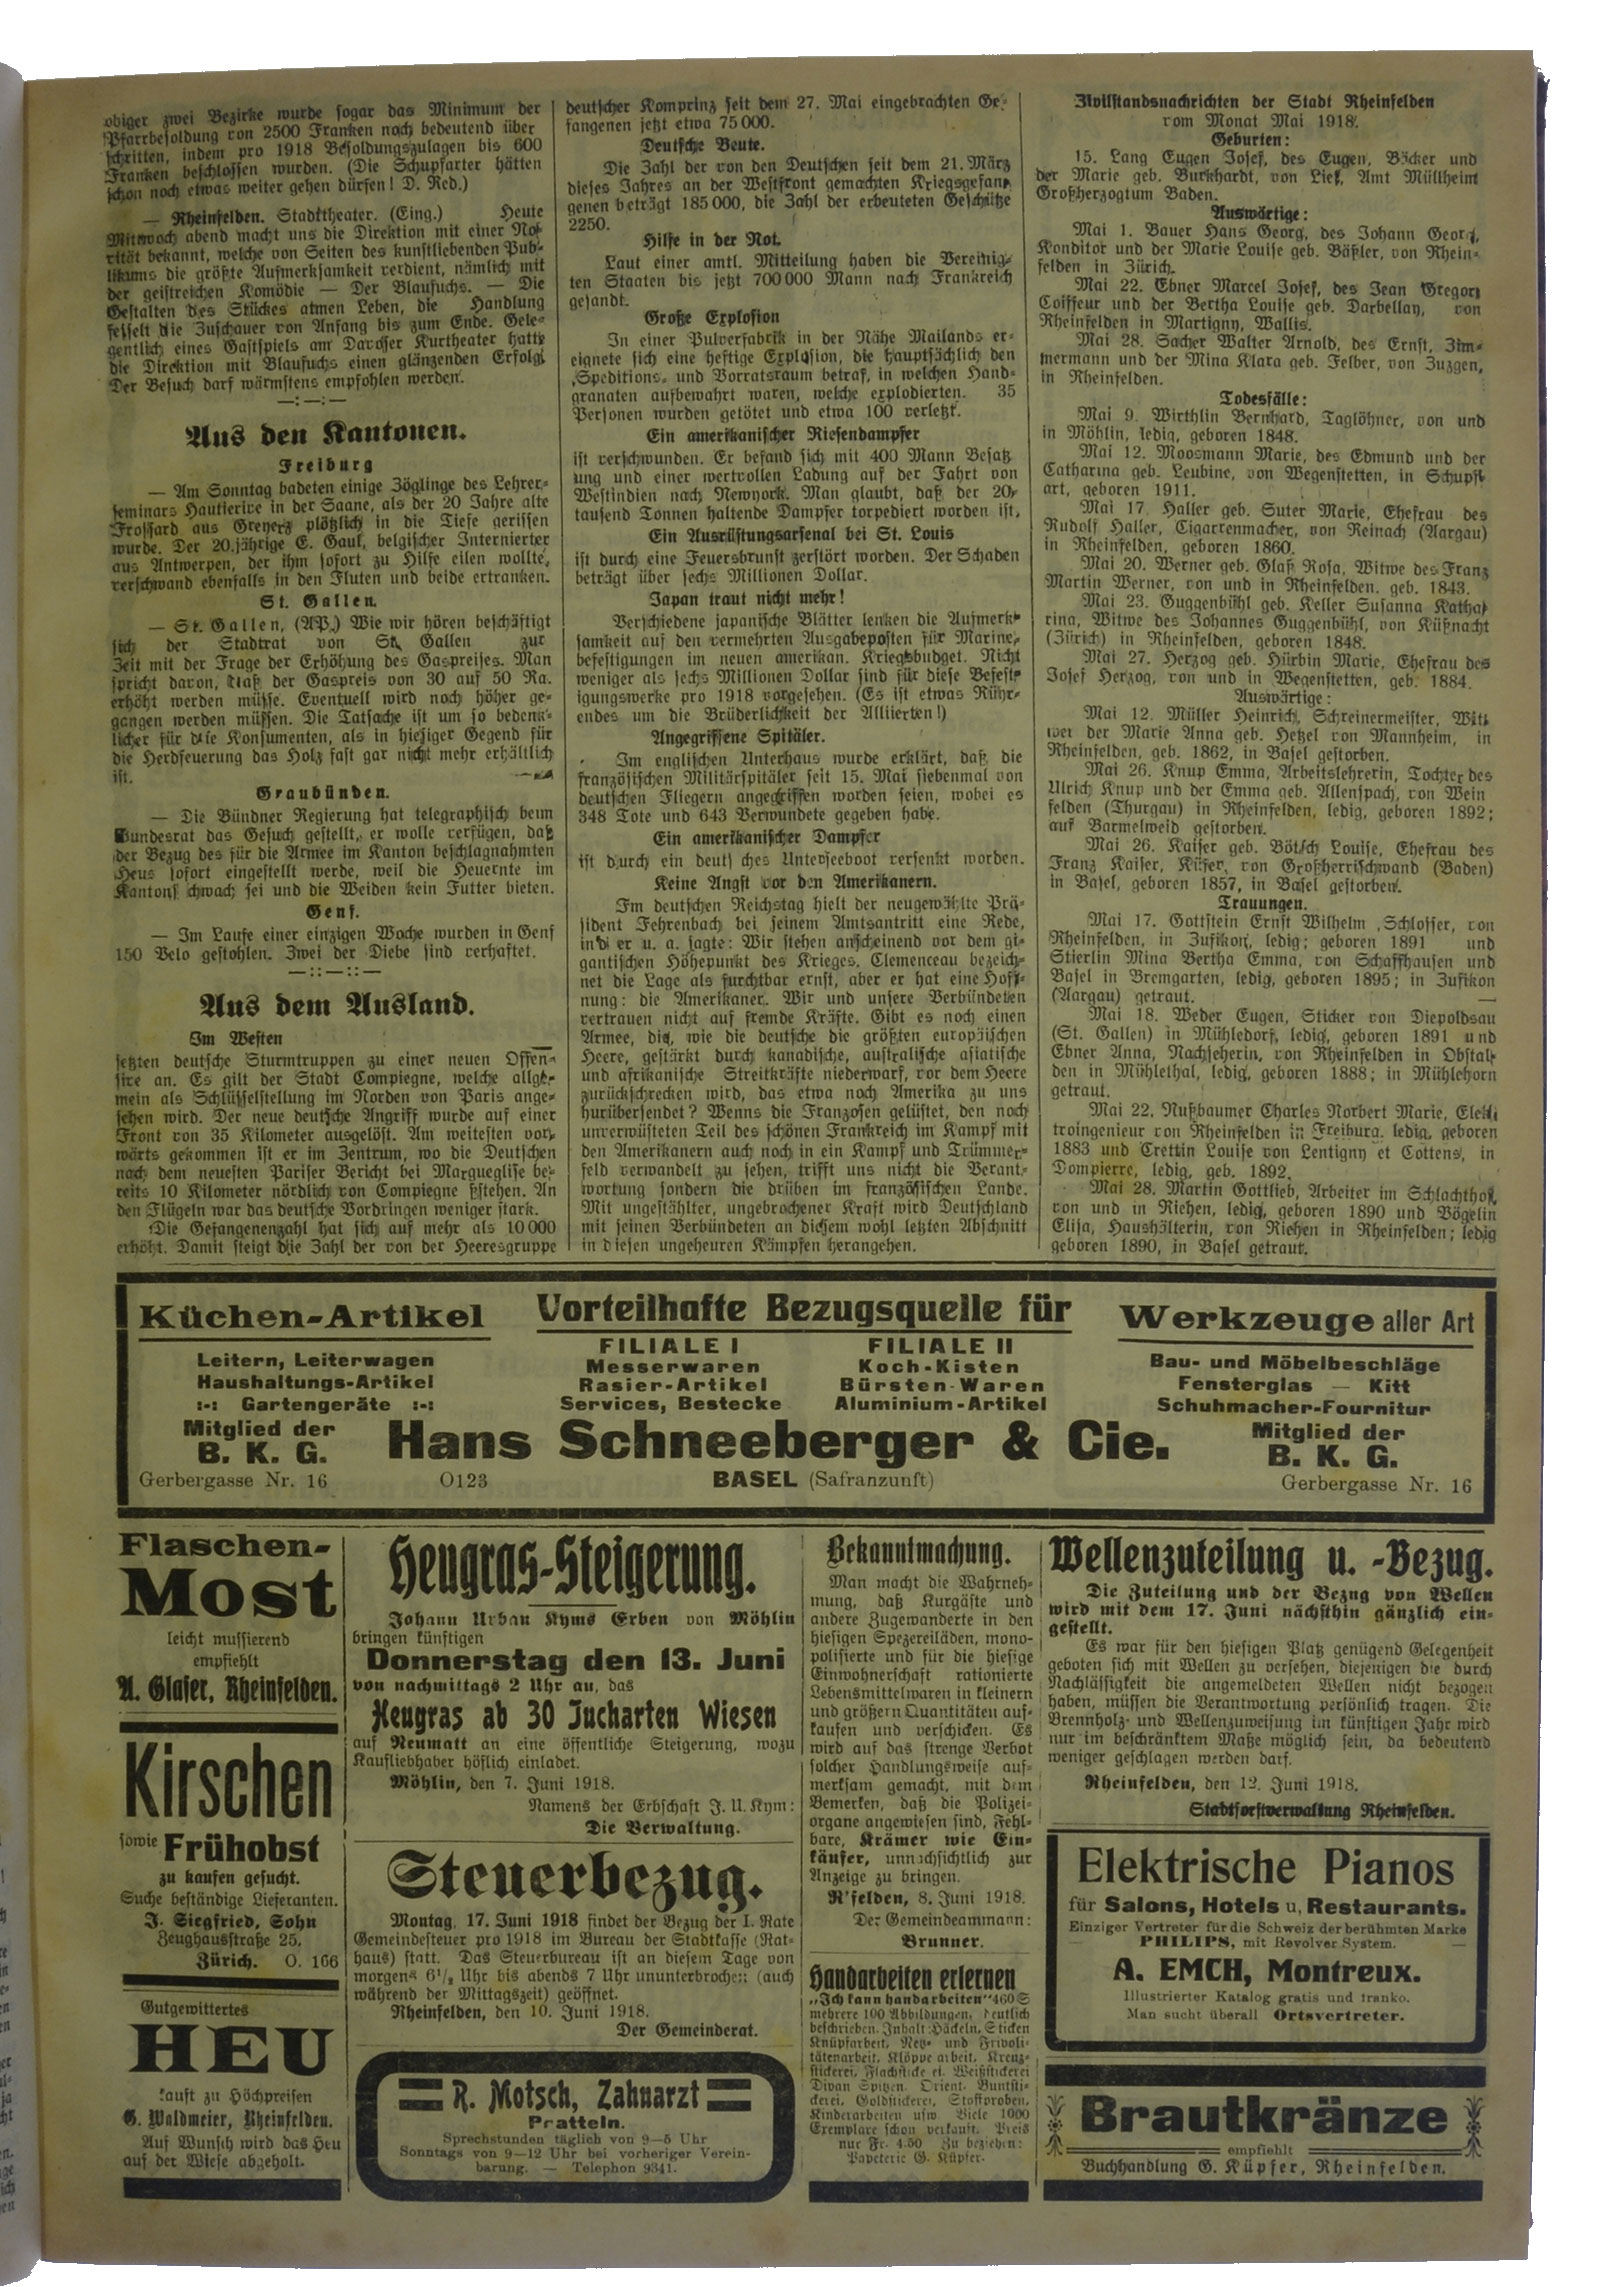 obiger zwei Bezirke wurde sogar das Minimum der
Pfarrbesoldung von 2500 Franken noch bedeutend über
schritten, indem pro 1918 Besoldungszulagen bis 600
Franken beschlossen wurden. (Die Schupfarter hätten
schon noch etwas weiter gehen dürfen! D. Red.)
— Rheinfelden. Stadttheater. (Eing.) Heute
Mittwoch abend macht uns die Direktion mit einer No-
rität bekannt, welche von Seiten des kunstliebenden Pub-
likums die größte Aufmerksamkeit verdient, nämlich mit
der geistreichen Komödie — Der Blaufuchs. — Die
Gestalten des Stückes atmen Leben, die Handlung
fesselt die Zuschauer von Anfang bis zum Ende. Gele-
gentlich eines Gastspiels am Davoser Kurtheater hatte
die Direktion mit Blaufuchs einen glänzenden Erfolg.
Der Besuch darf wärmstens empfohlen werden.
—:—:—
Aus den Kantonen.
Freiburg
— Am Sonntag badeten einige Zöglinge des Lehrer-
seminars Hauterive in der Saane, als der 20 Jahre alte
Frossard aus Greyerz plötzlich in die Tiefe gerissen
wurde. Der 20.jährige E. Gaul, belgischer Internierter
aus Antwerpen, der ihm sofort zu Hilfe eilen wollte,
verschwand ebenfalls in den Fluten und beide ertranken.
St. Gallen.
— St. Gallen, (AP.) Wie wir hören beschäftigt
sich der Stadtrat von St. Gallen zur
Zeit mit der Frage der Erhöhung des Gaspreises. Man
spricht davon, daß der Gaspreis von 30 auf 50 Ra.
erhöht werden müsse. Eventuell wird noch höher ge-
gangen werden müssen. Die Tatsache ist um so bedenk-
licher für die Konsumenten, als in hiesiger Gegend für
die Herdfeuerung das Holz fast gar nicht mehr erhältlich
ist.
Graubünden.
— Die Bündner Regierung hat telegraphisch beim
Bundesrat das Gesuch gestellt, er wolle verfügen, daß
der Bezug des für die Armee im Kanton beschlagnahmten
Heus sofort eingestellt werde, weil die Heuernte im
Kanton schwach sei und die Weiden kein Futter bieten.
Genf.
— Im Laufe einer einzigen Woche wurden in Genf
150 Velo gestohlen. Zwei der Diebe sind verhaftet.
—::—::—
Aus dem Ausland.
Im Westen
setzten deutsche Sturmtruppen zu einer neuen Offen-
sive an. Es gilt der Stadt Compiegne, welche allge-
mein als Schlüsselstellung im Norden von Paris ange-
sehen wird. Der neue deutsche Angriff wurde auf einer
Front von 35 Kilometer ausgelöst. Am weitesten vor-
wärts gekommen ist er im Zentrum, wo die Deutschen
nach dem neuesten Pariser Bericht bei Margueglise be-
reits 10 Kilometer nördlich von Compiegne stehen. An
den Flügeln war das deutsche Vordringen weniger stark.
Die Gefangenenzahl hat sich auf mehr als 10 000
erhöht. Damit steigt die Zahl der von der Heeresgruppe
deutscher Kornprinz seit dem 27. Mai eingebrachten Ge-
fangenen jetzt etwa 75 000.
Deutsche Beute.
Die Zahl der von den Deutschen seit dem 21. März
dieses Jahres an der Westfront gemachten Kriegsgefan-
genen beträgt 185 000, die Zahl der erbeuteten Geschütze
2250.
Hilfe in der Not.
Laut einer amtl. Mitteilung haben die Vereinig-
ten Staaten bis jetzt 700 000 Mann nach Frankreich
gesandt.
Große Explosion
In einer Pulverfabrik in der Nähe Mailands er-
eignete sich eine heftige Explosion, die hauptsächlich den
Speditions- und Vorratsraum betraf, in welchen Hand-
granaten aufbewahrt waren, welche explodierten. 35
Personen wurden getötet und etwa 100 verletzt.
Ein amerikanischer Riesendampfer
ist verschwunden. Er befand sich mit 400 Mann Besatz
ung und einer wertvollen Ladung auf der Fahrt von
Westindien nach Newyork. Man glaubt, daß der 20-
tausend Tonnen haltende Dampfer torpediert worden ist.
Ein Ausrüstungsarsenal bei St. Louis
ist durch eine Feuersbrunst zerstört worden. Der Schaden
beträgt über sechs Millionen Dollar.
Japan traut nicht mehr!
Verschiedene japanische Blätter lenken die Aufmerk-
samkeit auf den vermehrten Ausgabeposten für Marine-
befestigungen im neuen amerikan. Kriegsbudget. Nicht
weniger als sechs Millionen Dollar sind für diese Befest-
igungswerke pro 1918 vorgesehen. (Es ist etwas Rühr-
endes um die Brüderlichkeit der Alliierten!)
Angegriffene Spitäler.
Im englischen Unterhaus wurde erklärt, daß die
französischen Militärspitäler seit 15. Mai siebenmal von
deutschen Fliegern angegriffen worden seien, wobei es
348 Tote und 643 Verwundete gegeben habe.
Ein amerikanischer Dampfer
ist durch ein deutsches Unterseeboot versenkt worden.
Keine Angst vor den Amerikanern.
Im deutschen Reichstag hielt der neugewählte Prä-
sident Fehrenbach bei seinem Amtsantritt eine Rede,
in der er u. a. sagte: Wir stehen anscheinend vor dem gi-
gantischen Höhepunkt des Krieges. Clemenceau bezeich-
net die Lage als furchtbar ernst, aber er hat eine Hoff-
nung: die Amerikaner. Wir und unsere Verbündeten
vertrauen nicht auf fremde Kräfte. Gibt es noch einen
Armee, die, wie die deutsche die größten europäischen
Heere, gestärkt durch kanadische, australische asiatische
und afrikanische Streitkräfte niederwarf, vor dem Heere
zurückschrecken wird, das etwa noch Amerika zu uns
hurübersendet? Wenns die Franzosen gelüstet, den noch
unverwüsteten Teil des schönen Frankreich im Kampf mit
den Amerikanern auch noch in ein Kampf und Trümmer-
feld verwandelt zu sehen, trifft uns nicht die Verant-
wortung sondern die drüben im französischen Lande.
Mit ungestählter, ungebrochener Kraft wird Deutschland
mit seinen Verbündeten an diesem wohl letzten Abschnitt
in diesen ungeheuren Kämpfen herangehen.
Zivilstandsnachrichten der Stadt Rheinfelden
vom Monat Mai 1918.
Geburten:
15. Lang Eugen Josef, des Eugen, Bäcker und
der Marie geb. Burkhardt, von Liel, Amt Müllheim
Großherzogtum Baden.
Auswärtige:
Mai 1. Bauer Hans Georg, des Johann Georg,
Konditor und der Marie Louise geb. Bäßler, von Rhein-
felden in Zürich.
Mai 22. Ebner Marcel Josef, des Jean Gregor
Coiffeur und der Bertha Louise geb. Darbellay, von
Rheinfelden in Martigny, Wallis.
Mai 28. Sacher Walter Arnold, des Ernst, Zim-
mermann und der Mina Klara geb. Felber, von Zuzgen,
in Rheinfelden.
Todesfälle:
Mai 9. Wirthlin Bernhard, Taglöhner, von und
in Möhlin, ledig, geboren 1848.
Mai 12. Moosmann Marie, des Edmund und der
Catharina geb. Leubine, von Wegenstetten, in Schupf-
art, geboren 1911.
Mai 17. Haller geb. Suter Marie, Ehefrau des
Rudolf Haller, Cigarrenmacher, von Reinach (Aargau)
in Rheinfelden, geboren 1860.
Mai 20. Werner geb. Glaß Rosa, Witwe des Franz
Martin Werner, von und in Rheinfelden. geb. 1843.
Mai 23. Guggenbühl geb. Keller Susanna Katha-
rina, Witwe des Johannes Guggenbühl, von Küßnacht
(Zürich) in Rheinfelden, geboren 1848.
Mai 27. Herzog geb. Hürbin Marie, Ehefrau des
Josef Herzog, von und in Wegenstetten, geb. 1884.
Auswärtige:
Mai 12. Müller Heinrich, Schreinermeister, Witt
wer der Marie Anna geb. Hetzel von Mannheim, in
Rheinfelden, geb. 1862, in Basel gestorben.
Mai 26. Knup Emma, Arbeitslehrerin, Tochter des
Ulrich Knup und der Emma geb. Allenspach, von Wein
felden (Thurgau) in Rheinfelden, ledig, geboren 1892;
auf Barmelweid gestorben.
Mai 26. Kaiser geb. Bötsch Louise, Ehefrau des
Franz Kaiser, Küfer, von Großherrischwand (Baden)
in Basel, geboren 1857, in Basel gestorben.
Trauungen.
Mai 17. Gottstein Ernst Wilhelm, Schlosser, von
Rheinfelden, in Zufikon, ledig; geboren 1891 und
Stierlin Mina Bertha Emma, von Schaffhausen und
Basel in Bremgarten, ledig, geboren 1895; in Zufikon
(Aargau) getraut.
Mai 18. Weder Eugen, Sticker von Diepoldsau
(St. Gallen) in Mühledorf, ledig, geboren 1891 und
Ebner Anna, Nachseherin, von Rheinfelden in Obstal-
den in Mühlethal, ledig, geboren 1888; in Mühlehorn
getraut.
Mai 22. Nußbaumer Charles Norbert Marie, Elek-
troingenieur von Rheinfelden in Freiburg. ledig, geboren
1883 und Crettin Louise von Lentigny et Cottens, in
Dompierre, ledig, geb. 1892.
Mai 28. Martin Gottlieb, Arbeiter im Schlachthof,
von und in Riehen, ledig, geboren 1890 und Vögelin
Elisa, Haushälterin, von Riehen in Rheinfelden; ledig
geboren 1890, in Basel getraut.
Küchen-Artikel
Leitern, Leiterwagen
Haushaltungs-Artikel
:-: Gartengeräte :-:
Mitglied der
B. K. G.
Gerbergasse Nr. 16
Vorteilhafte Bezugsquelle für
FILIALE I
Messerwaren
Rasier-Artikel
Services, Bestecke
FILIALE II
Koch-Kisten
Bürsten-Waren
Aluminium-Artikel
Hans Schneeberger & Cie.
O123
BASEL (Safranzunft)
Werkzeuge aller Art
Bau- und Möbelbeschläge
Fensterglas — Kitt
Schuhmacher-Fournitur
Mitglied der
B. K. G.
Gerbergasse Nr. 16
Flaschen-
Most
leicht mussierend
empfiehlt
A. Glaser, Rheinfelden.
Kirschen
sowie Frühobst
zu kaufen gesucht.
Suche beständige Lieferanten.
J. Siegfried, Sohn
Zeughausstraße 25,
Zürich. O. 166
Gutgewittertes
HEU
kauft zu Höchpreisen
G. Waldmeier, Rheinfelden.
Auf Wunsch wird das Heu
auf der Wiese abgeholt.
Heugras-Steigerung.
Johann Urban Kyms Erben von Möhlin
bringen künftigen
Donnerstag den 13. Juni
von nachmittags 2 Uhr an, das
Heugras ab 30 Jucharten Wiesen
auf Neumatt an eine öffentliche Steigerung, wozu
Kaufliebhaber höflich einladet.
Möhlin, den 7. Juni 1918.
Namens der Erbschaft J. U. Kym:
Die Verwaltung.
Steuerbezug.
Montag, 17. Juni 1918 findet der Bezug der I. Rate
Gemeindesteuer pro 1918 im Bureau der Stadtkasse (Rat-
haus) statt. Das Steuerbureau ist an diesem Tage von
morgens 6 1/2 Uhr bis abends 7 Uhr ununterbrochen (auch
während der Mittagszeit) geöffnet.
Rheinfelden, den 10. Juni 1918.
Der Gemeinderat.
R. Motsch, Zahnarzt
Pratteln.
Sprechstunden täglich von 9—5 Uhr
Sonntags von 9—12 Uhr bei vorheriger Verein-
barung. — Telephon 9341.
Bekanntmachung.
Man macht die Wahrneh-
mung, daß Kurgäste und
andere Zugewanderte in den
hiesigen Spezereiläden, mono-
polisierte und für die hiesige
Einwohnerschaft rationierte
Lebensmittelwaren in kleinern
und größern Quantitäten auf-
kaufen und verschicken. Es
wird auf das strenge Verbot
solcher Handlungsweise auf-
merksam gemacht, mit dem
Bemerken, daß die Polizei-
organe angewiesen sind, Fehl-
bare, Krämer wie Ein-
käufer, unnachsichtlich zur
Anzeige zu bringen.
R'felden, 8. Juni 1918.
Der Gemeindeammann:
Brunner.
Handarbeiten erlernen
„Ich kann handarbeiten" 460 S
mehrere 100 Abbildungen, deutlich
beschrieben. Inhalt: Häckeln, Sticken
Knüpfarbeit, Netz- und Frivoli-
tätenarbeit, Klöppelarbeit, Kreuz-
stickerei, Flachsticke ei, Weißstickerei
Divan Spitzen, Orient. Buntsti-
ckerei, Goldstickerei, Stoffproben,
Kinderarbeiten usw. Viele 1000
Exemplare schon verkauft. Preis
nur Fr. 4.50 Zu beziehen:
Papeterie G. Küpfer.
Wellenzuteilung u. -Bezug.
Die Zuteilung und der Bezug von Wellen
wird mit dem 17. Juni nächsthin gänzlich ein-
gestellt.
Es war für den hiesigen Platz genügend Gelegenheit
geboten sich mit Wellen zu versehen, diejenigen die durch
Nachlässigkeit die angemeldeten Wellen nicht bezogen
haben, müssen die Verantwortung persönlich tragen. Die
Brennholz- und Wellenzuweisung im künftigen Jahr wird
nur im beschränktem Maße möglich sein, da bedeutend
weniger geschlagen werden darf.
Rheinfelden, den 12. Juni 1918.
Stadtforstverwaltung Rheinfelden.
Elektrische Pianos
für Salons, Hotels u. Restaurants.
Einziger Vertreter für die Schweiz der berühmten Marke
PHILIPS, mit Revolver System.
A. EMCH, Montreux.
Illustrierter Katalog gratis und franko.
Man sucht überall Ortsvertreter.
Brautkränze
empfiehlt
Buchhandlung G. Küpfer, Rheinfelden.